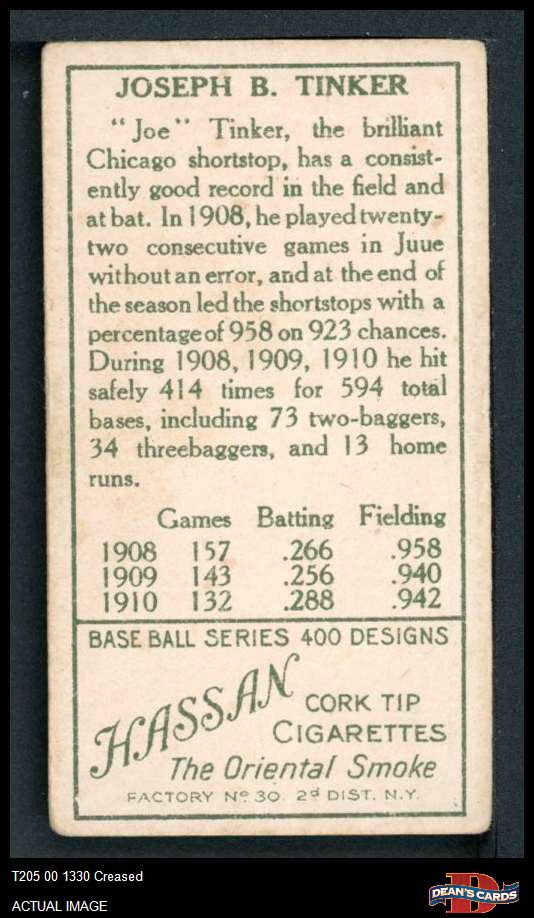 JOSEPH B. TINKER
"Joe" Tinker, the brilliant
Chicago shortstop, has a consist-
ently good record in the field and
at bat. In 1908, he played twenty-
two consecutive games in Juue
without an error, and at the end of
the season led the shortstops with a
percentage of 958 on 923 chances.
During 1908, 1909, 1910 he hit
safely 414 times for 594 total
bases, including 73 two-baggers,
34 threebaggers, and 13 home
runs.
Games Batting Fielding
1908 157 .266 .958
1909 143 .256 .940
1910 132 .288 .942
BASE BALL SERIES 400 DESIGNS
HASSAN
CORK TIP
CIGARETTES
The Oriental Smoke
FACTORY No 30. 2d DIST. N.Y.
T205 00 1330 Creased
ACTUAL IMAGE
D
DEAN'S CARDS